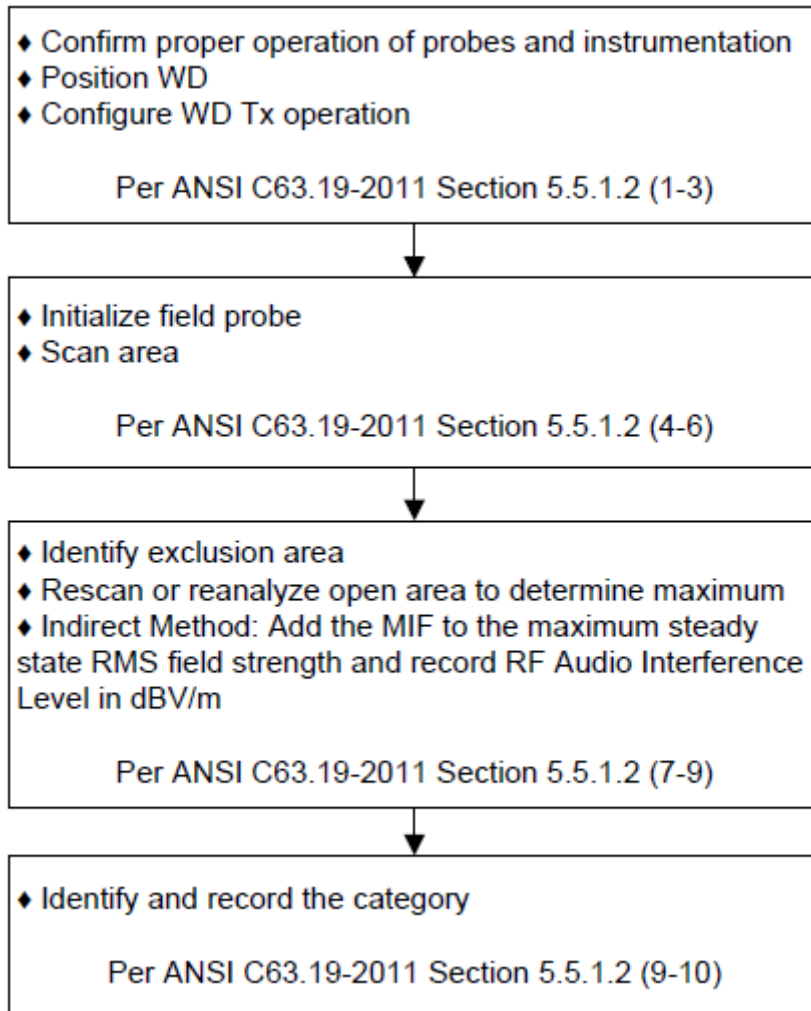 ♦ Confirm proper operation of probes and instrumentation
♦ Position WD
♦ Configure WD Tx operation
Per ANSI C63.19-2011 Section 5.5.1.2 (1-3)
♦ Initialize field probe
♦ Scan area
Per ANSI C63.19-2011 Section 5.5.1.2 (4-6)
♦ Identify exclusion area
♦ Rescan or reanalyze open area to determine maximum
♦ Indirect Method: Add the MIF to the maximum steady
state RMS field strength and record RF Audio Interference
Level in dBV/m
Per ANSI C63.19-2011 Section 5.5.1.2 (7-9)
♦ Identify and record the category
Per ANSI C63.19-2011 Section 5.5.1.2 (9-10)